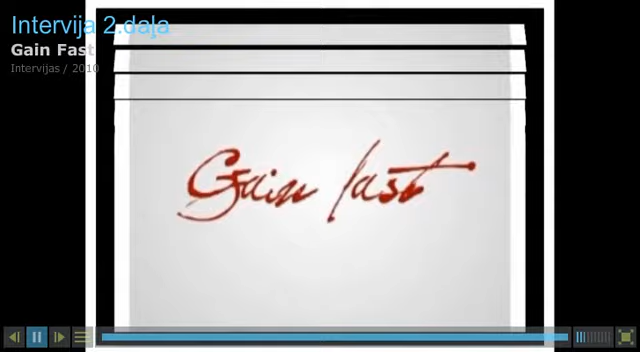 Intervija 2.daļa
Gain Fast
Intervijas / 2010
Gain fast